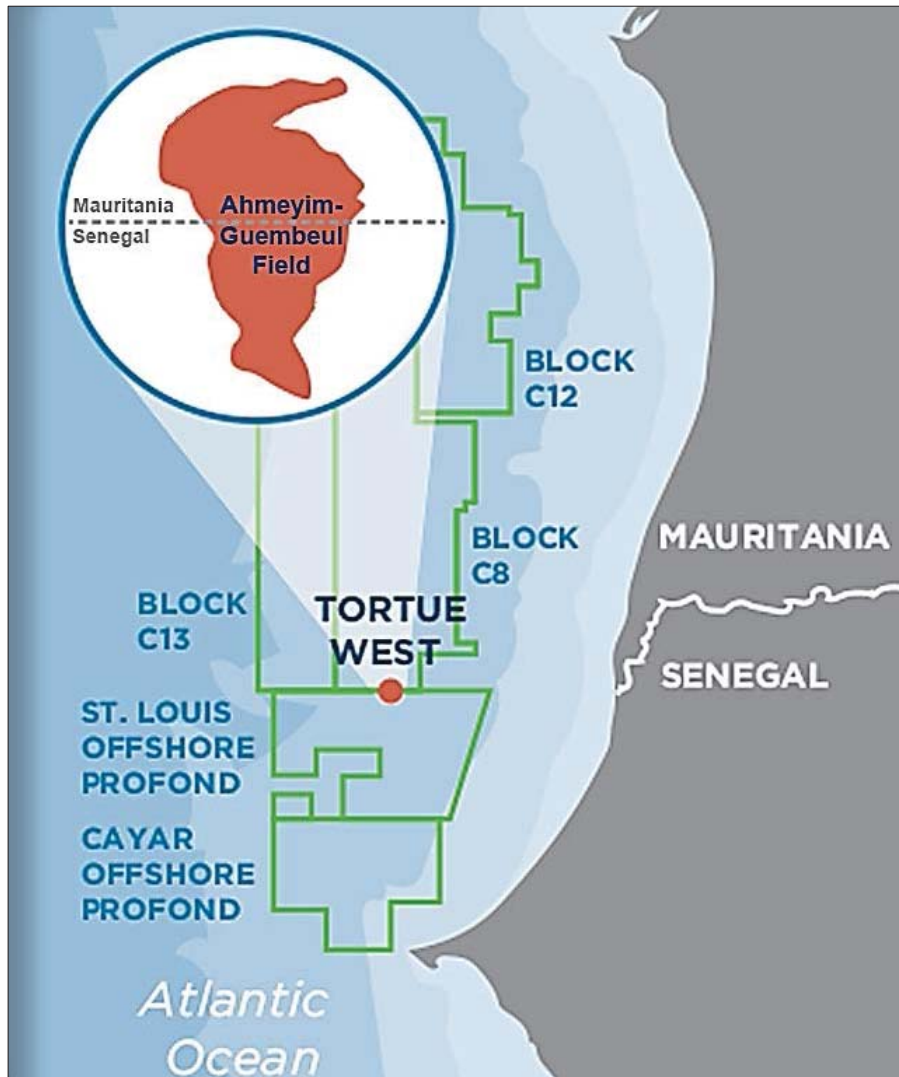 Mauritania
Senegal
Ahmeyim-
Guembeul
Field
BLOCK
C12
BLOCK
C8
MAURITANIA
BLOCK
C13
TORTUE
WEST
SENEGAL
ST. LOUIS
OFFSHORE
PROFOND
CAYAR
OFFSHORE
PROFOND
Atlantic
Ocean